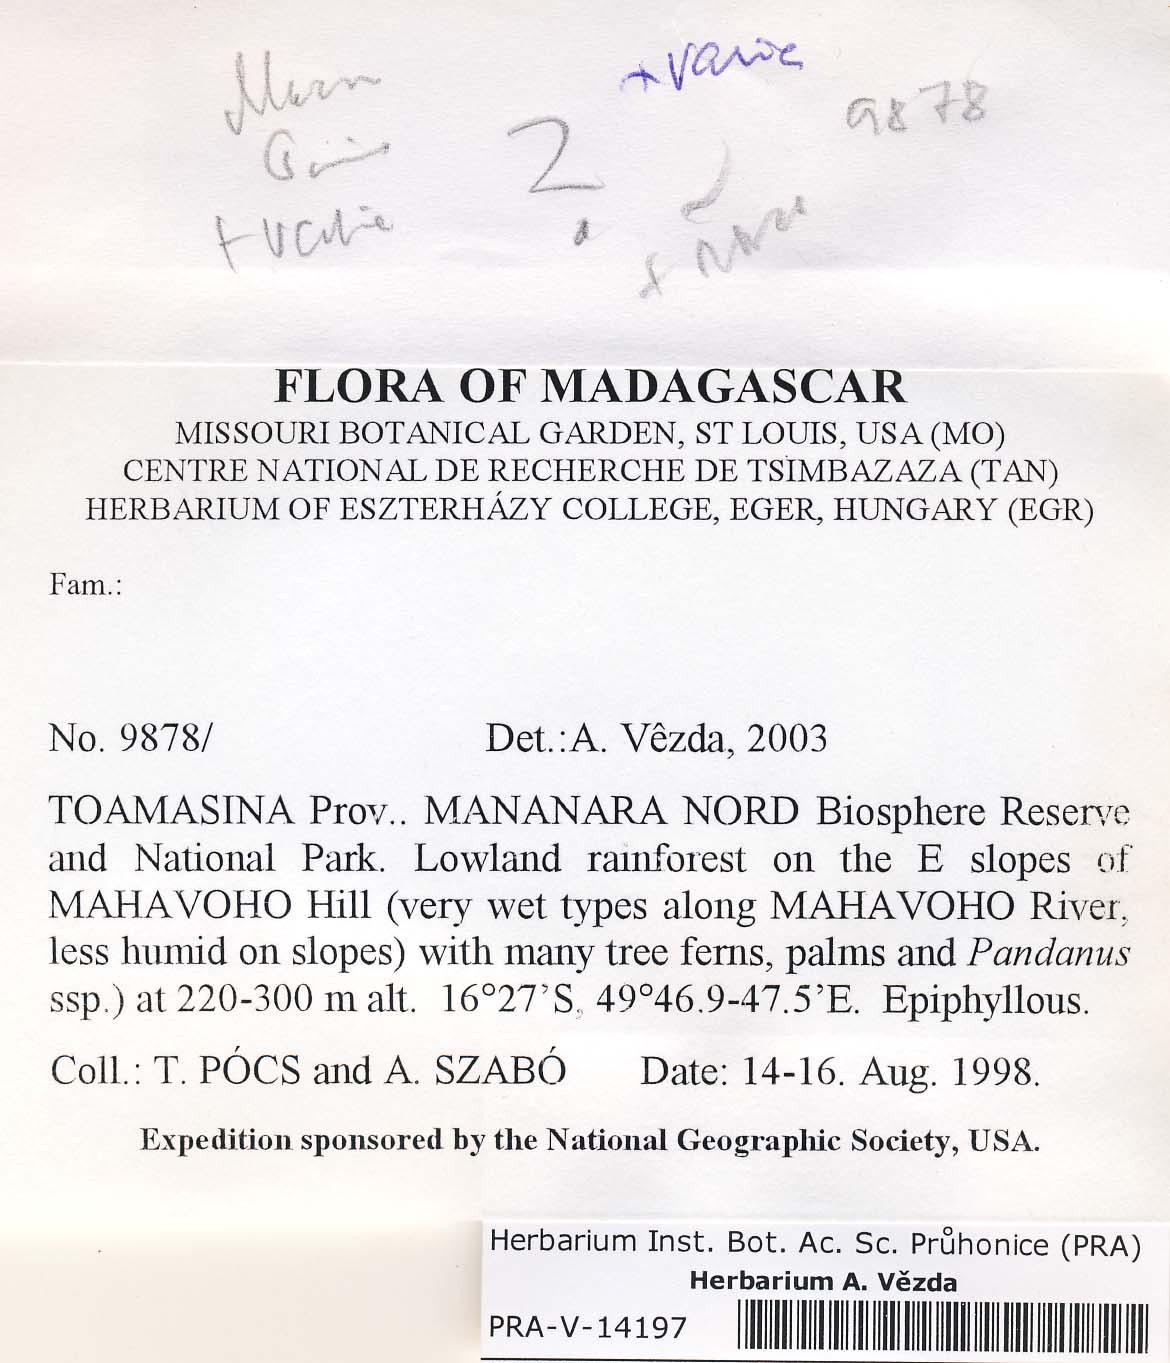 + varie
9878
2
FLORA OF MADAGASCAR
MISSOURI BOTANICAL GARDEN, ST LOUIS, USA (MO)
CENTRE NATIONAL DE RECHERCHE DE TSIMBAZAZA (TAN)
HERBARIUM OF ESZTERHÁZY COLLEGE, EGER, HUNGARY (EGR)
Fam.:
No. 9878/ Det.:A. Vêzda, 2003
TOAMASINA Prov.. MANANARA NORD Biosphere Reserve
and National Park. Lowland rainforest on the E slopes of
MAHAVOHO Hill (very wet types along MAHAVOHO River,
less humid on slopes) with many tree ferns, palms and Pandanus
ssp.) at 220-300 m alt. 16°27’S, 49°46.9-47.5’E. Epiphyllous.
Coll.: T. PÓCS and A. SZABÓ Date: 14-16. Aug. 1998.
Expedition sponsored by the National Geographic Society, USA.
Herbarium Inst. Bot. Ac. Sc. Průhonice (PRA)
Herbarium A. Vězda
PRA-V-14197